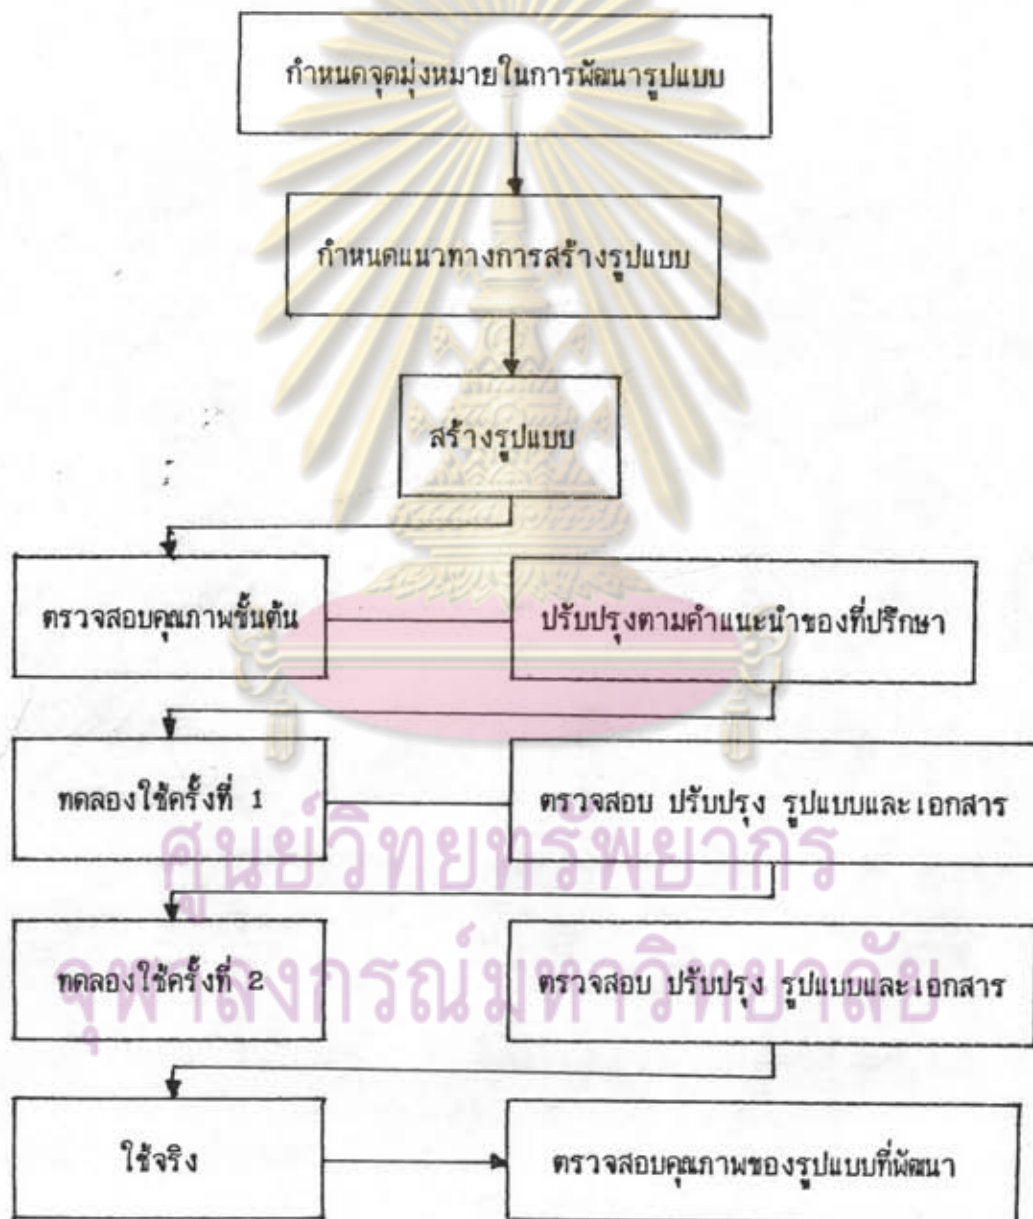 กำหนดจุดมุ่งหมายในการพัฒนารูปแบบ
กำหนดแนวทางการสร้างรูปแบบ
สร้างรูปแบบ
ตรวจสอบคุณภาพขั้นต้น
ปรับปรุงตามคำแนะนำของที่ปรึกษา
ทดลองใช้ครั้งที่ 1
ตรวจสอบ ปรับปรุง รูปแบบและเอกสาร
ศูนย์วิทยทรัพยากร
ทดลองใช้ครั้งที่ 2
ตรวจสอบ ปรับปรุง รูปแบบและเอกสาร
จุฬาลงกรณ์มหาวิทยาลัย
ใช้จริง
ตรวจสอบคุณภาพของรูปแบบที่พัฒนา